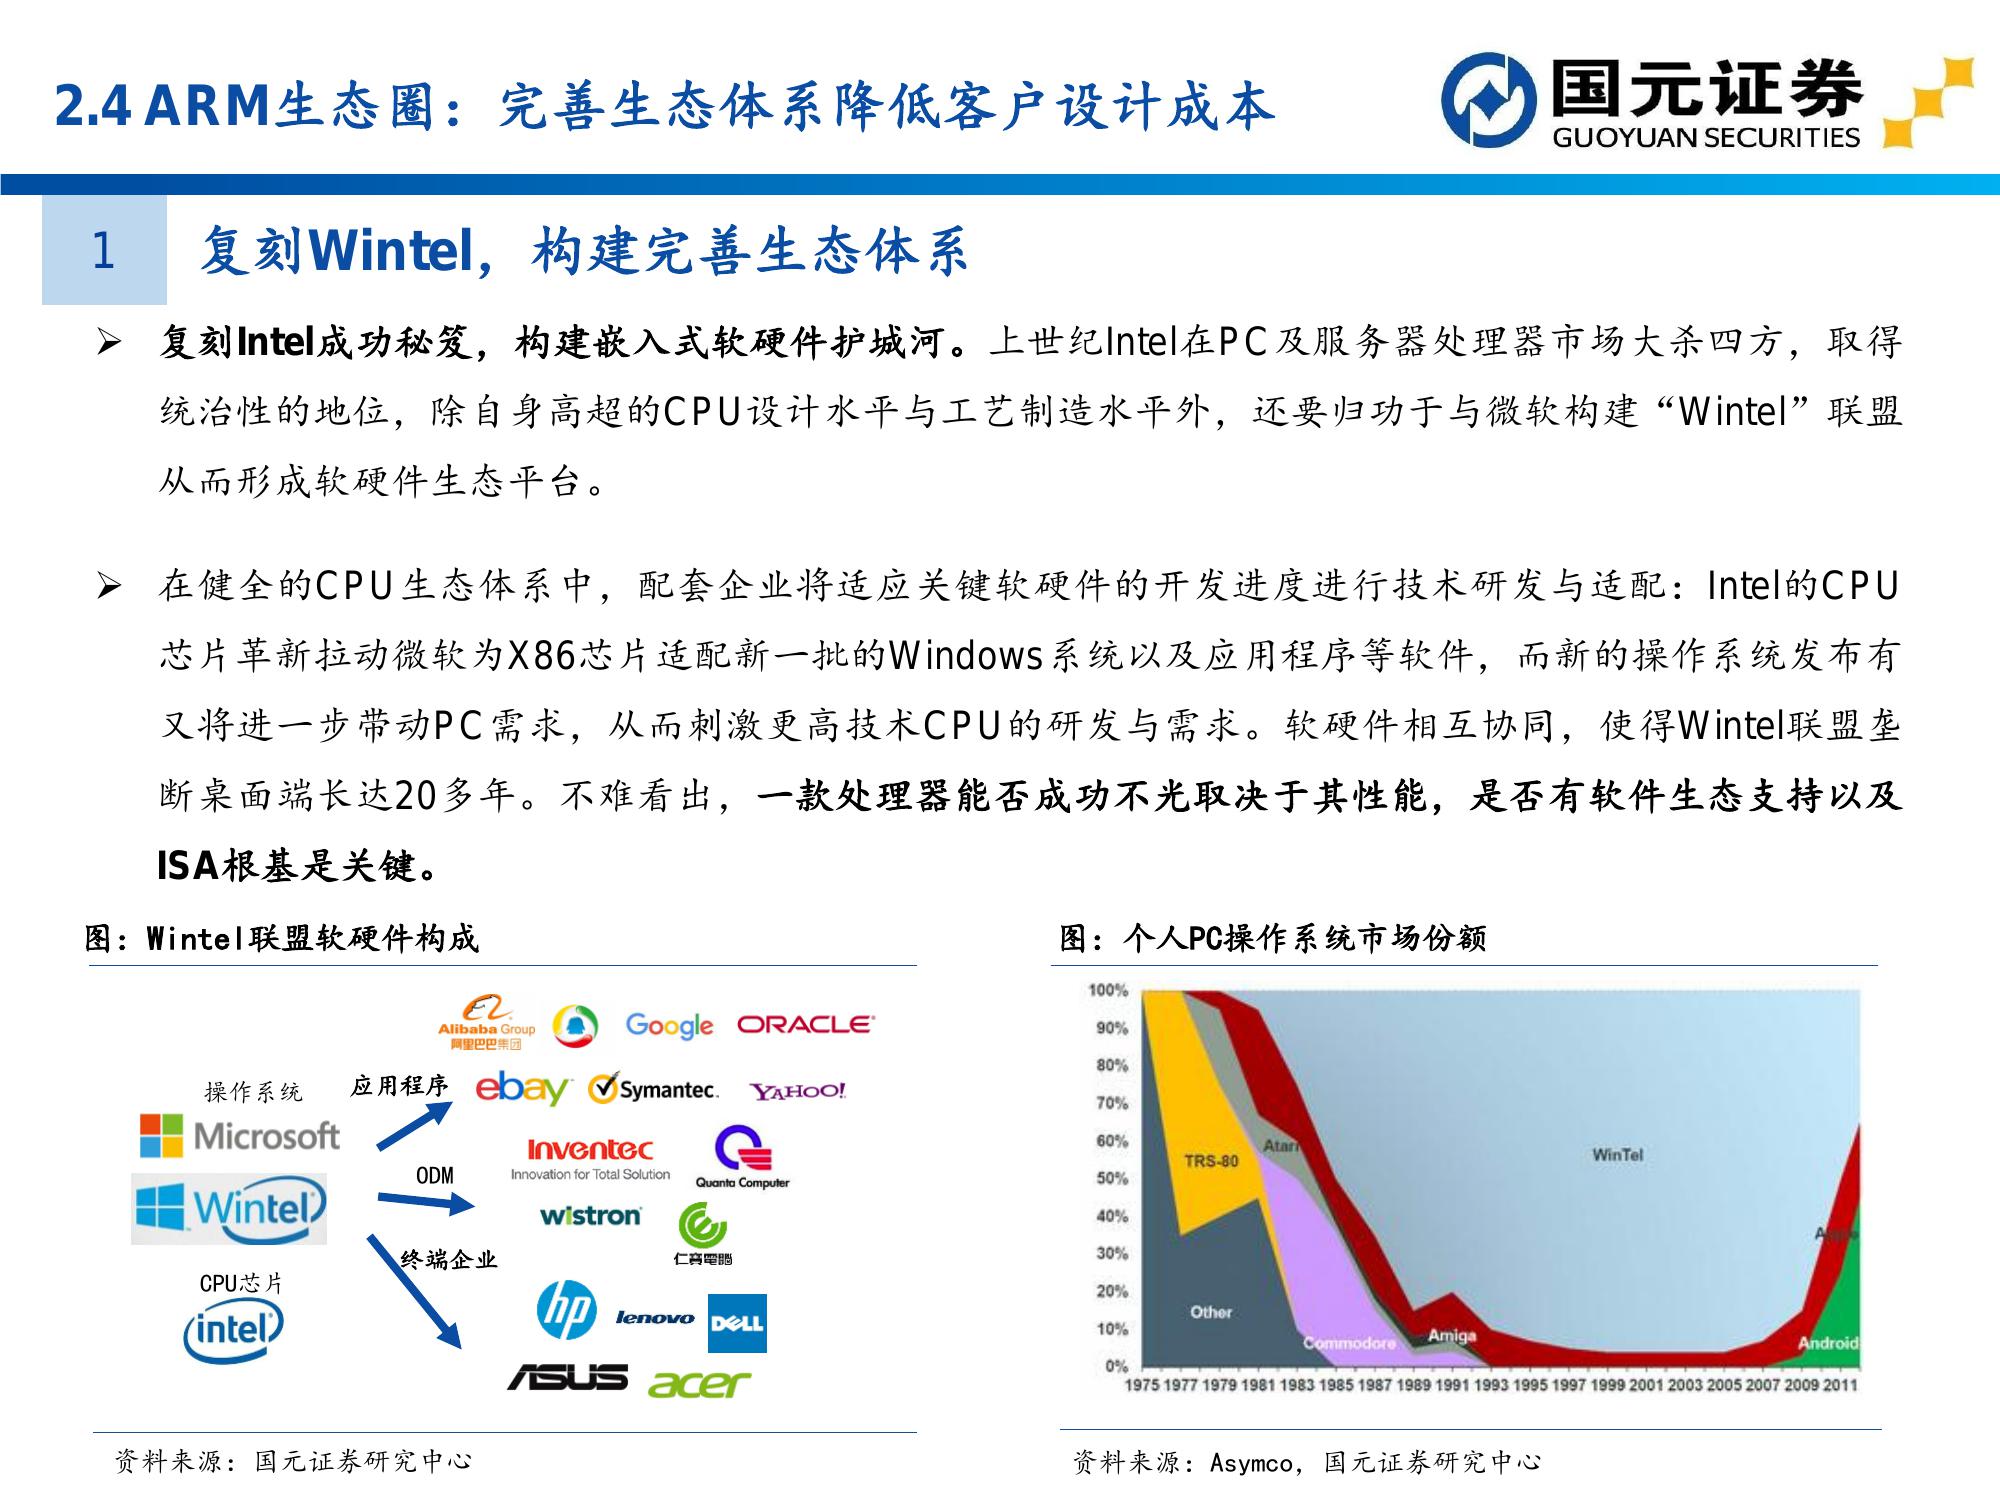 2.4 ARM生态圈：完善生态体系降低客户设计成本
国元证券
GUOYUAN SECURITIES
1
复刻Wintel，构建完善生态体系
➢ 复刻Intel成功秘笈，构建嵌入式软硬件护城河。上世纪Intel在PC及服务器处理器市场大杀四方，取得
统治性的地位，除自身高超的CPU设计水平与工艺制造水平外，还要归功于与微软构建“Wintel”联盟
从而形成软硬件生态平台。
➢ 在健全的CPU生态体系中，配套企业将适应关键软硬件的开发进度进行技术研发与适配：Intel的CPU
芯片革新拉动微软为X86芯片适配新一批的Windows系统以及应用程序等软件，而新的操作系统发布有
又将进一步带动PC需求，从而刺激更高技术CPU的研发与需求。软硬件相互协同，使得Wintel联盟垄
断桌面端长达20多年。不难看出，一款处理器能否成功不光取决于其性能，是否有软件生态支持以及
ISA根基是关键。
图：Wintel联盟软硬件构成
Alibaba Group
阿里巴巴集团
Google
ORACLE
操作系统
应用程序
ebay
Symantec.
YAHOO!
Microsoft
Inventec
Innovation for Total Solution
Quanta Computer
ODM
Wintel
wistron
仁寶電腦
终端企业
CPU芯片
intel
hp
lenovo
DELL
ASUS
acer
资料来源：国元证券研究中心
图：个人PC操作系统市场份额
100%
90%
80%
70%
60%
50%
40%
30%
20%
10%
0%
TRS-80
Atari
WinTel
Apple
Other
Commodore
Amiga
Android
1975 1977 1979 1981 1983 1985 1987 1989 1991 1993 1995 1997 1999 2001 2003 2005 2007 2009 2011
资料来源：Asymco，国元证券研究中心